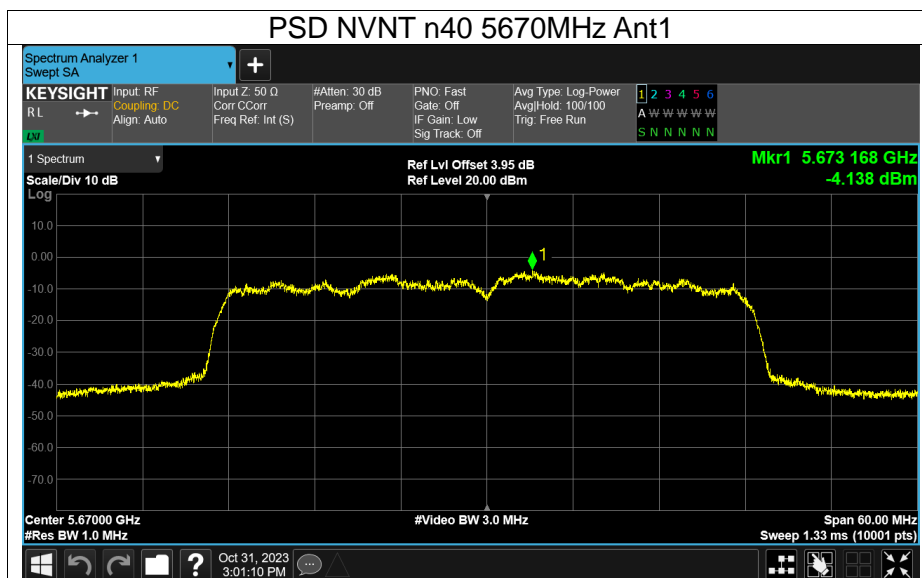 PSD NVNT n40 5670MHz Ant1
Spectrum Analyzer 1
Swept SA
+
KEYSIGHT
R L
LXI
Input: RF
Coupling: DC
Align: Auto
Input Z: 50 Ω
Corr CCorr
Freq Ref: Int (S)
#Atten: 30 dB
Preamp: Off
PNO: Fast
Gate: Off
IF Gain: Low
Sig Track: Off
Avg Type: Log-Power
Avg|Hold: 100/100
Trig: Free Run
1 2 3 4 5 6
A W W W W W
S N N N N N
1 Spectrum
Scale/Div 10 dB
Ref Lvl Offset 3.95 dB
Ref Level 20.00 dBm
Mkr1 5.673 168 GHz
-4.138 dBm
Log
10.0
0.00
1
-10.0
-20.0
-30.0
-40.0
-50.0
-60.0
-70.0
Center 5.67000 GHz
#Res BW 1.0 MHz
#Video BW 3.0 MHz
Span 60.00 MHz
Sweep 1.33 ms (10001 pts)
?
Oct 31, 2023
3:01:10 PM